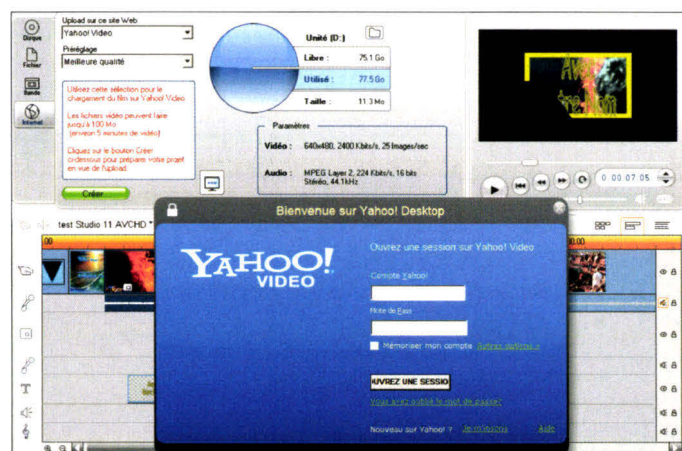 Upload sur ce site Web
Yahoo! Video
Préréglage
Meilleure qualité
Disque
Fichier
Bande
Internet
Utilisez cette sélection pour le
chargement du film sur Yahoo! Video
Les fichiers vidéo peuvent faire
jusqu'à 100 Mo.
(environ 5 minutes de vidéo)
Cliquez sur le bouton Créer
ci-dessous pour préparer votre projet
en vue de l'upload.
Créer
Unité (D:)
Libre : 75.1 Go
Utilisé : 77.5 Go
Taille : 11.3 Mo
Paramètres
Vidéo : 640x480, 2400 Kbits/s, 25 Images/sec
Audio : MPEG Layer 2, 224 Kbits/s, 16 bits
Stéréo, 44.1kHz
0:00:07.05
test Studio 11 AVCHD *
Bienvenue sur Yahoo! Desktop
YAHOO!
VIDEO
Ouvrez une session sur Yahoo! Video
Compte Yahoo!
Mote de Pass
Mémoriser mon compte
OUVREZ UNE SESSIO
Vous avez oublié le mot de passe?
Nouveau sur Yahoo! ? Je m'inscris Aide